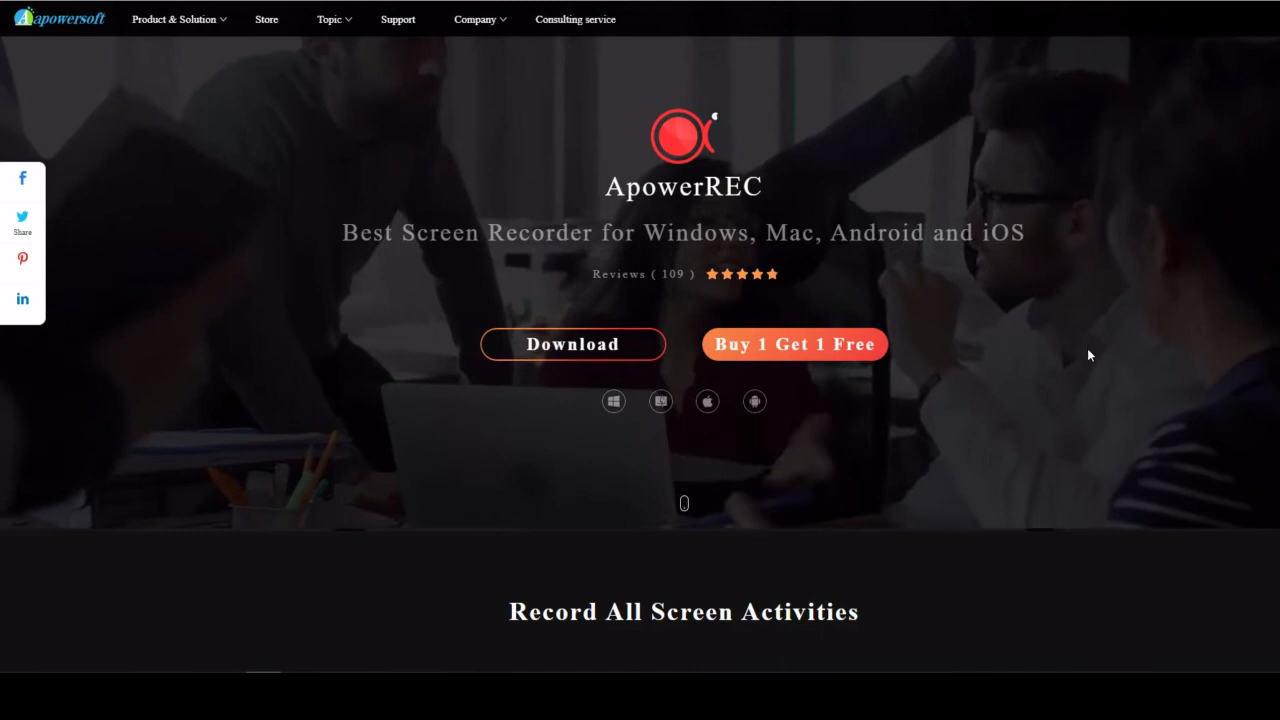 Apowersoft
Product & Solution
Store
Topic
Support
Company
Consulting service
Share
ApowerREC
Best Screen Recorder for Windows, Mac, Android and iOS
Reviews ( 109 )
Download
Buy 1 Get 1 Free
Record All Screen Activities